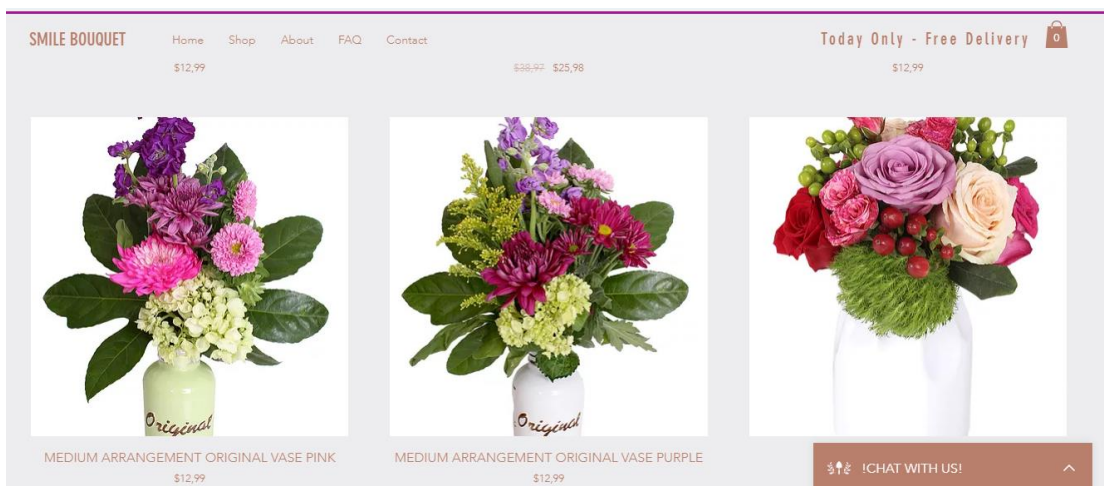 SMILE BOUQUET
Home Shop About FAQ Contact
Today Only - Free Delivery
0
$12,99
$38,97 $25,98
$12,99
Original
Original
MEDIUM ARRANGEMENT ORIGINAL VASE PINK
$12,99
MEDIUM ARRANGEMENT ORIGINAL VASE PURPLE
$12,99
!CHAT WITH US!